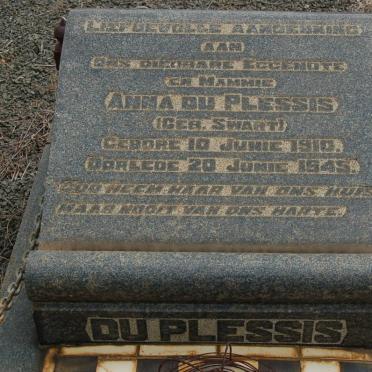 LIEFDEVOLLE AANDENKING
AAN
ONS DIERBARE EGGENOTE
EN MAMMIE
ANNA DU PLESSIS
(GEB. SWART)
GEBORE 10 JUNIE 1910.
OORLEDE 20 JUNIE 1945.
GOD NEEM HAAR VAN ONS HUIS
MAAR NOOIT VAN ONS HARTE.
DU PLESSIS